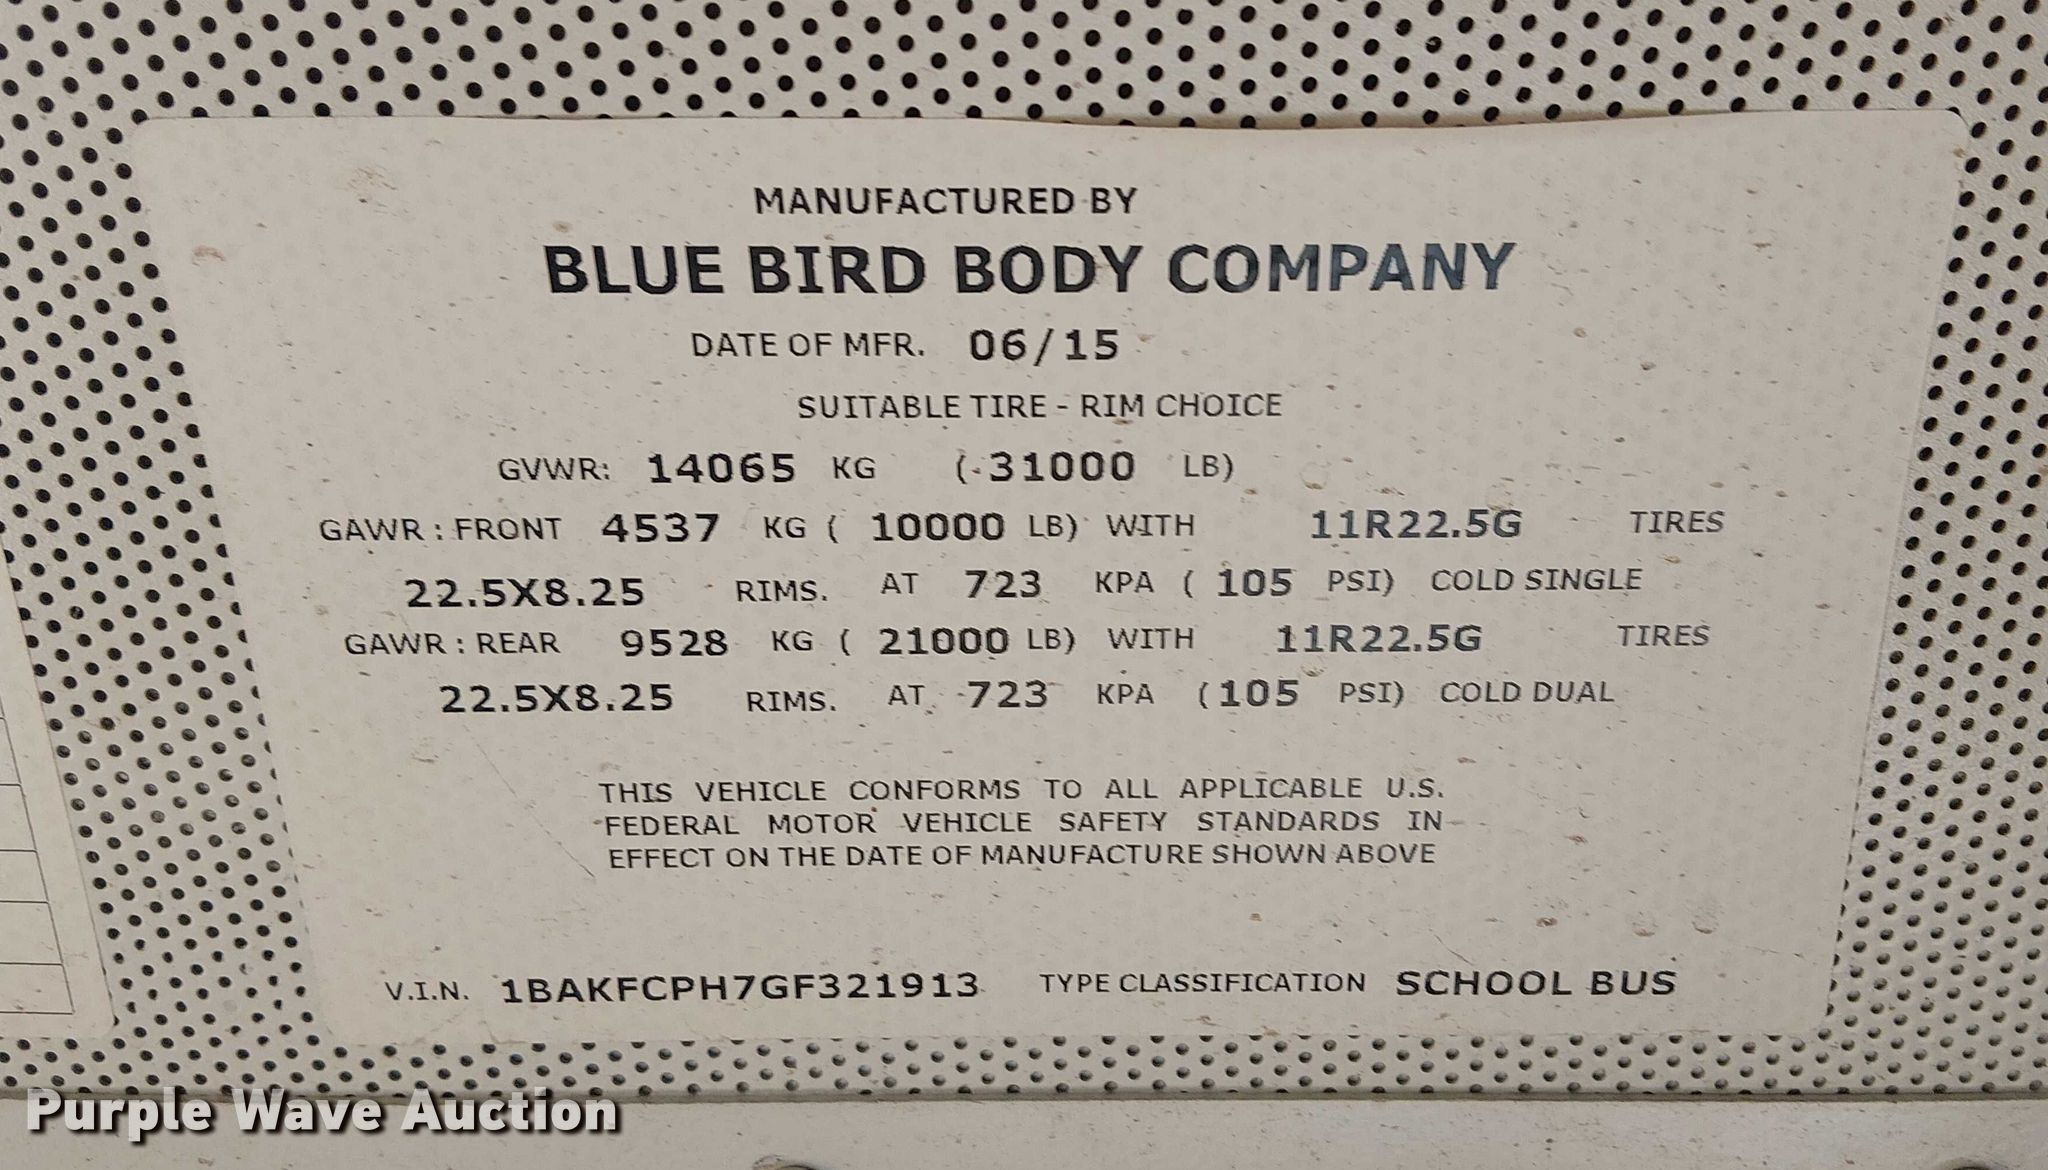 MANUFACTURED BY
BLUE BIRD BODY COMPANY
DATE OF MFR. 06/15
SUITABLE TIRE - RIM CHOICE
GVWR: 14065 KG ( 31000 LB)
GAWR : FRONT 4537 KG ( 10000 LB) WITH 11R22.5G TIRES
22.5X8.25 RIMS. AT 723 KPA ( 105 PSI) COLD SINGLE
GAWR : REAR 9528 KG ( 21000 LB) WITH 11R22.5G TIRES
22.5X8.25 RIMS. AT 723 KPA ( 105 PSI) COLD DUAL
THIS VEHICLE CONFORMS TO ALL APPLICABLE U.S.
FEDERAL MOTOR VEHICLE SAFETY STANDARDS IN
EFFECT ON THE DATE OF MANUFACTURE SHOWN ABOVE
V.I.N. 1BAKFCPH7GF321913 TYPE CLASSIFICATION SCHOOL BUS
Purple Wave Auction